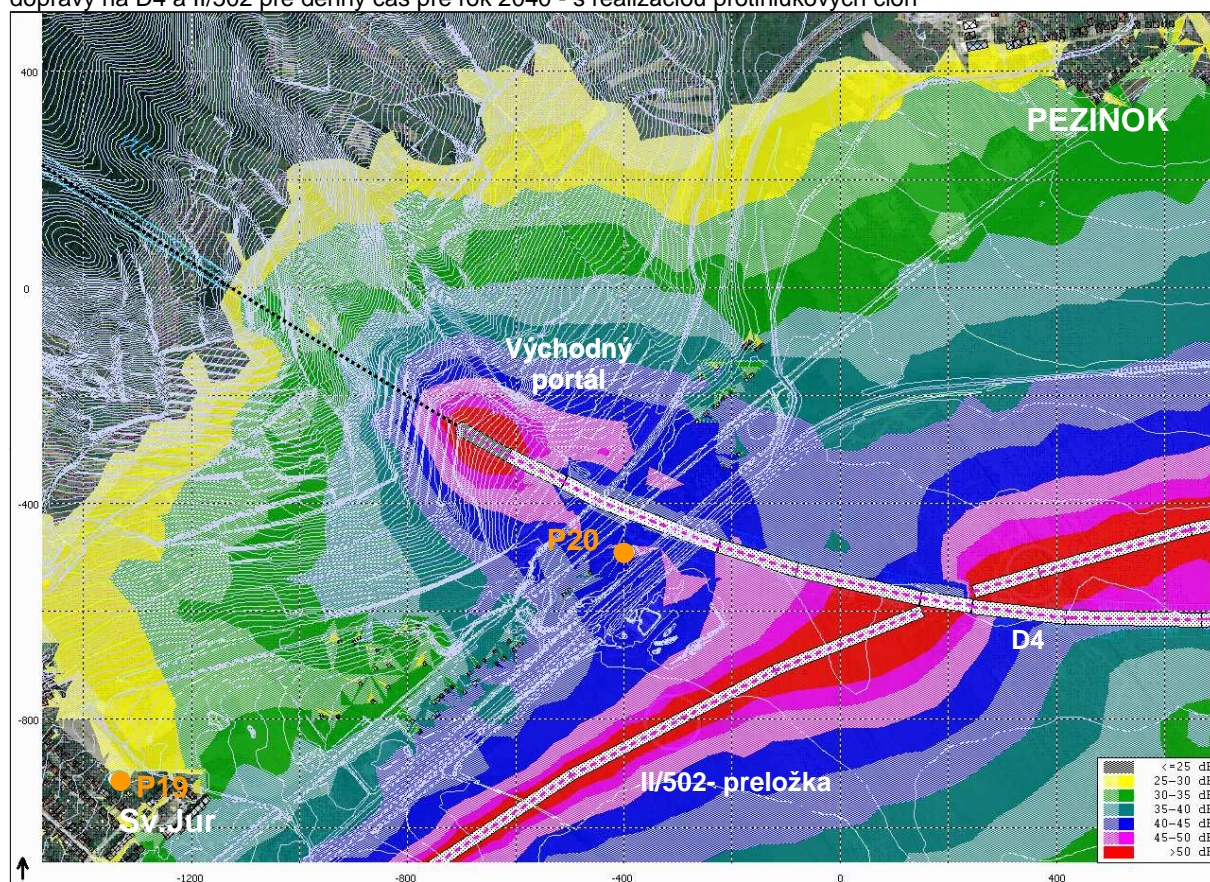 dopravy na D4 a II/502 pre denný čas pre rok 2040 - s realizáciou protihlukových clôn
400
PEZINOK
0
Východný
portál
-400
P20
D4
-800
II/502- preložka
P19
Sv.Jur
<=25 dB
25-30 dB
30-35 dB
35-40 dB
40-45 dB
45-50 dB
>50 dB
-1200
-800
-400
0
400